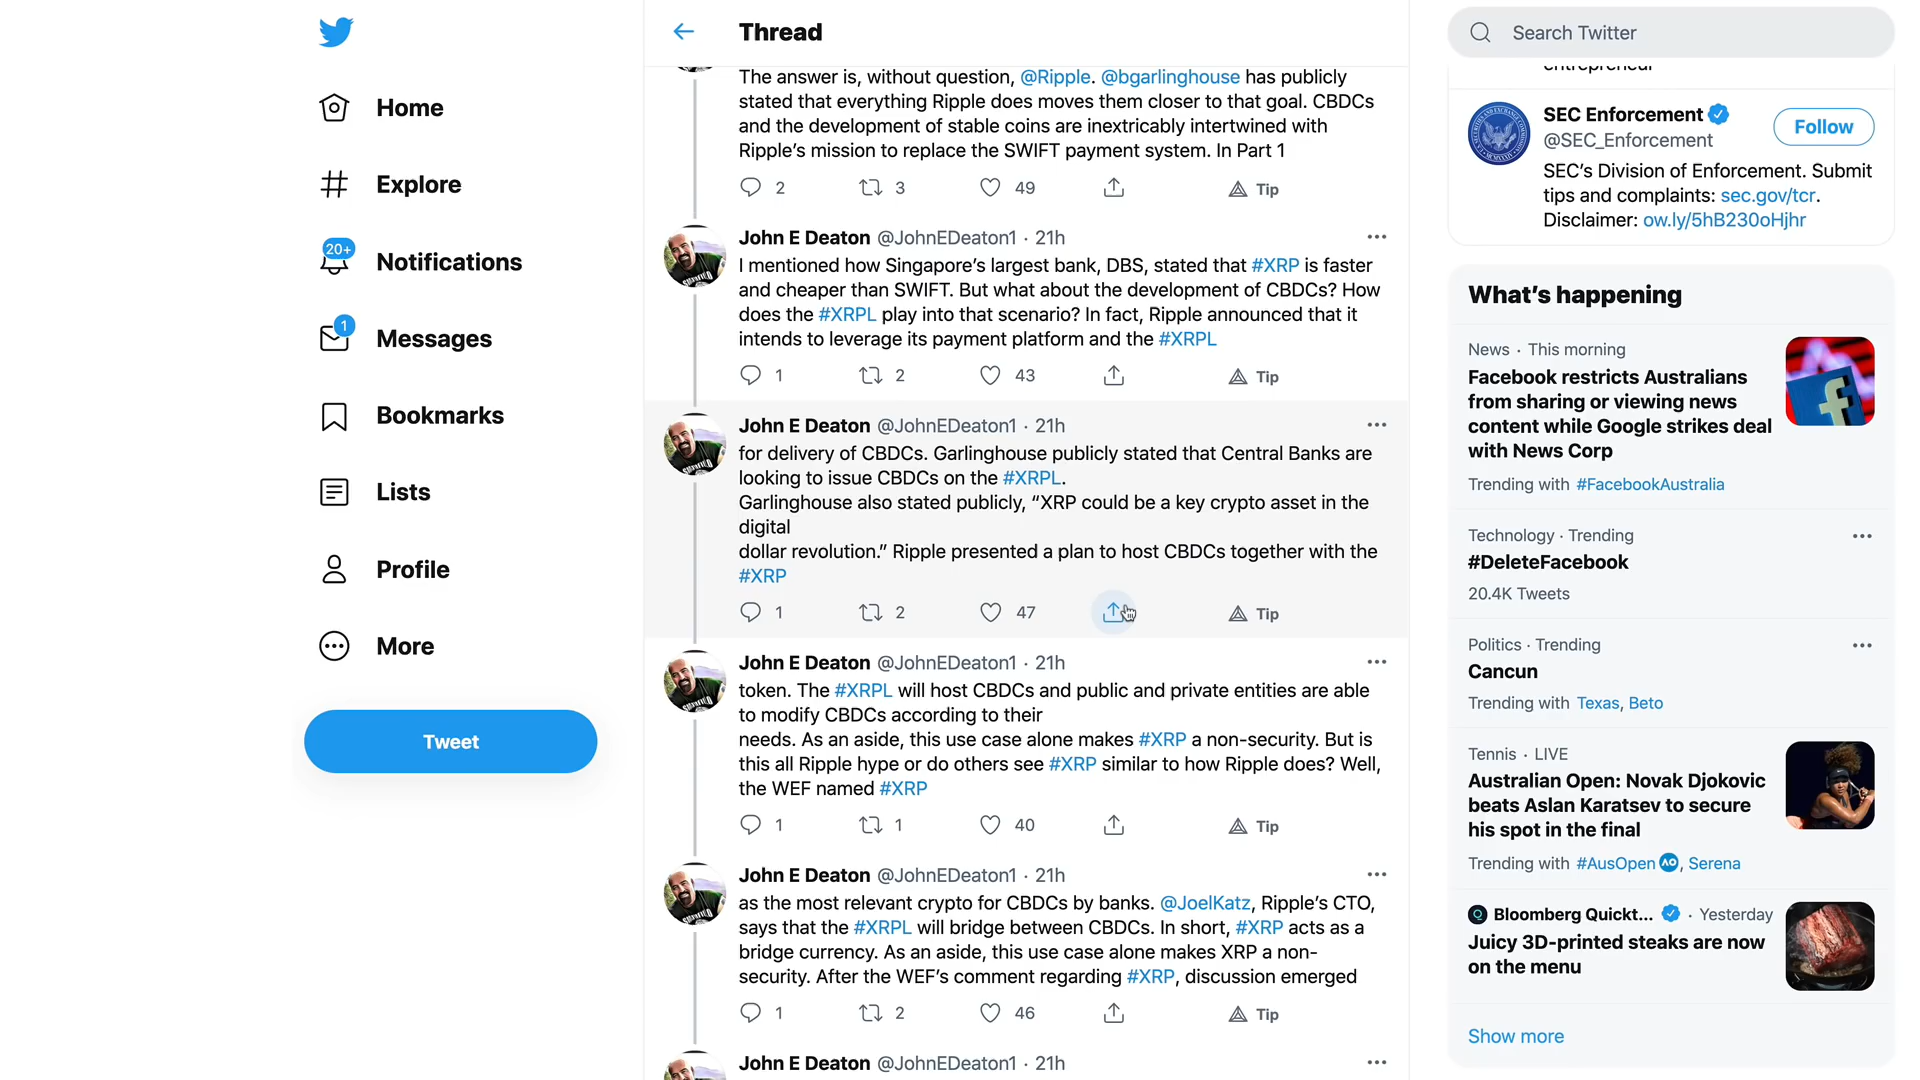 Home
Explore
20+
Notifications
1
Messages
Bookmarks
Lists
Profile
More
Tweet
Thread
The answer is, without question, @Ripple. @bgarlinghouse has publicly
stated that everything Ripple does moves them closer to that goal. CBDCs
and the development of stable coins are inextricably intertwined with
Ripple’s mission to replace the SWIFT payment system. In Part 1
2 3 49 Tip
John E Deaton @JohnEDeaton1 · 21h
I mentioned how Singapore’s largest bank, DBS, stated that #XRP is faster
and cheaper than SWIFT. But what about the development of CBDCs? How
does the #XRPL play into that scenario? In fact, Ripple announced that it
intends to leverage its payment platform and the #XRPL
1 2 43 Tip
John E Deaton @JohnEDeaton1 · 21h
for delivery of CBDCs. Garlinghouse publicly stated that Central Banks are
looking to issue CBDCs on the #XRPL.
Garlinghouse also stated publicly, “XRP could be a key crypto asset in the
digital
dollar revolution.” Ripple presented a plan to host CBDCs together with the
#XRP
1 2 47 Tip
John E Deaton @JohnEDeaton1 · 21h
token. The #XRPL will host CBDCs and public and private entities are able
to modify CBDCs according to their
needs. As an aside, this use case alone makes #XRP a non-security. But is
this all Ripple hype or do others see #XRP similar to how Ripple does? Well,
the WEF named #XRP
1 1 40 Tip
John E Deaton @JohnEDeaton1 · 21h
as the most relevant crypto for CBDCs by banks. @JoelKatz, Ripple’s CTO,
says that the #XRPL will bridge between CBDCs. In short, #XRP acts as a
bridge currency. As an aside, this use case alone makes XRP a non-
security. After the WEF’s comment regarding #XRP, discussion emerged
1 2 46 Tip
John E Deaton @JohnEDeaton1 · 21h
Search Twitter
entrepreneur
SEC Enforcement
@SEC_Enforcement
Follow
SEC’s Division of Enforcement. Submit
tips and complaints: sec.gov/tcr.
Disclaimer: ow.ly/5hB230oHjhr
What’s happening
News · This morning
Facebook restricts Australians
from sharing or viewing news
content while Google strikes deal
with News Corp
Trending with #FacebookAustralia
Technology · Trending
#DeleteFacebook
20.4K Tweets
Politics · Trending
Cancun
Trending with Texas, Beto
Tennis · LIVE
Australian Open: Novak Djokovic
beats Aslan Karatsev to secure
his spot in the final
Trending with #AusOpen AO, Serena
Bloomberg Quickt... · Yesterday
Juicy 3D-printed steaks are now
on the menu
Show more